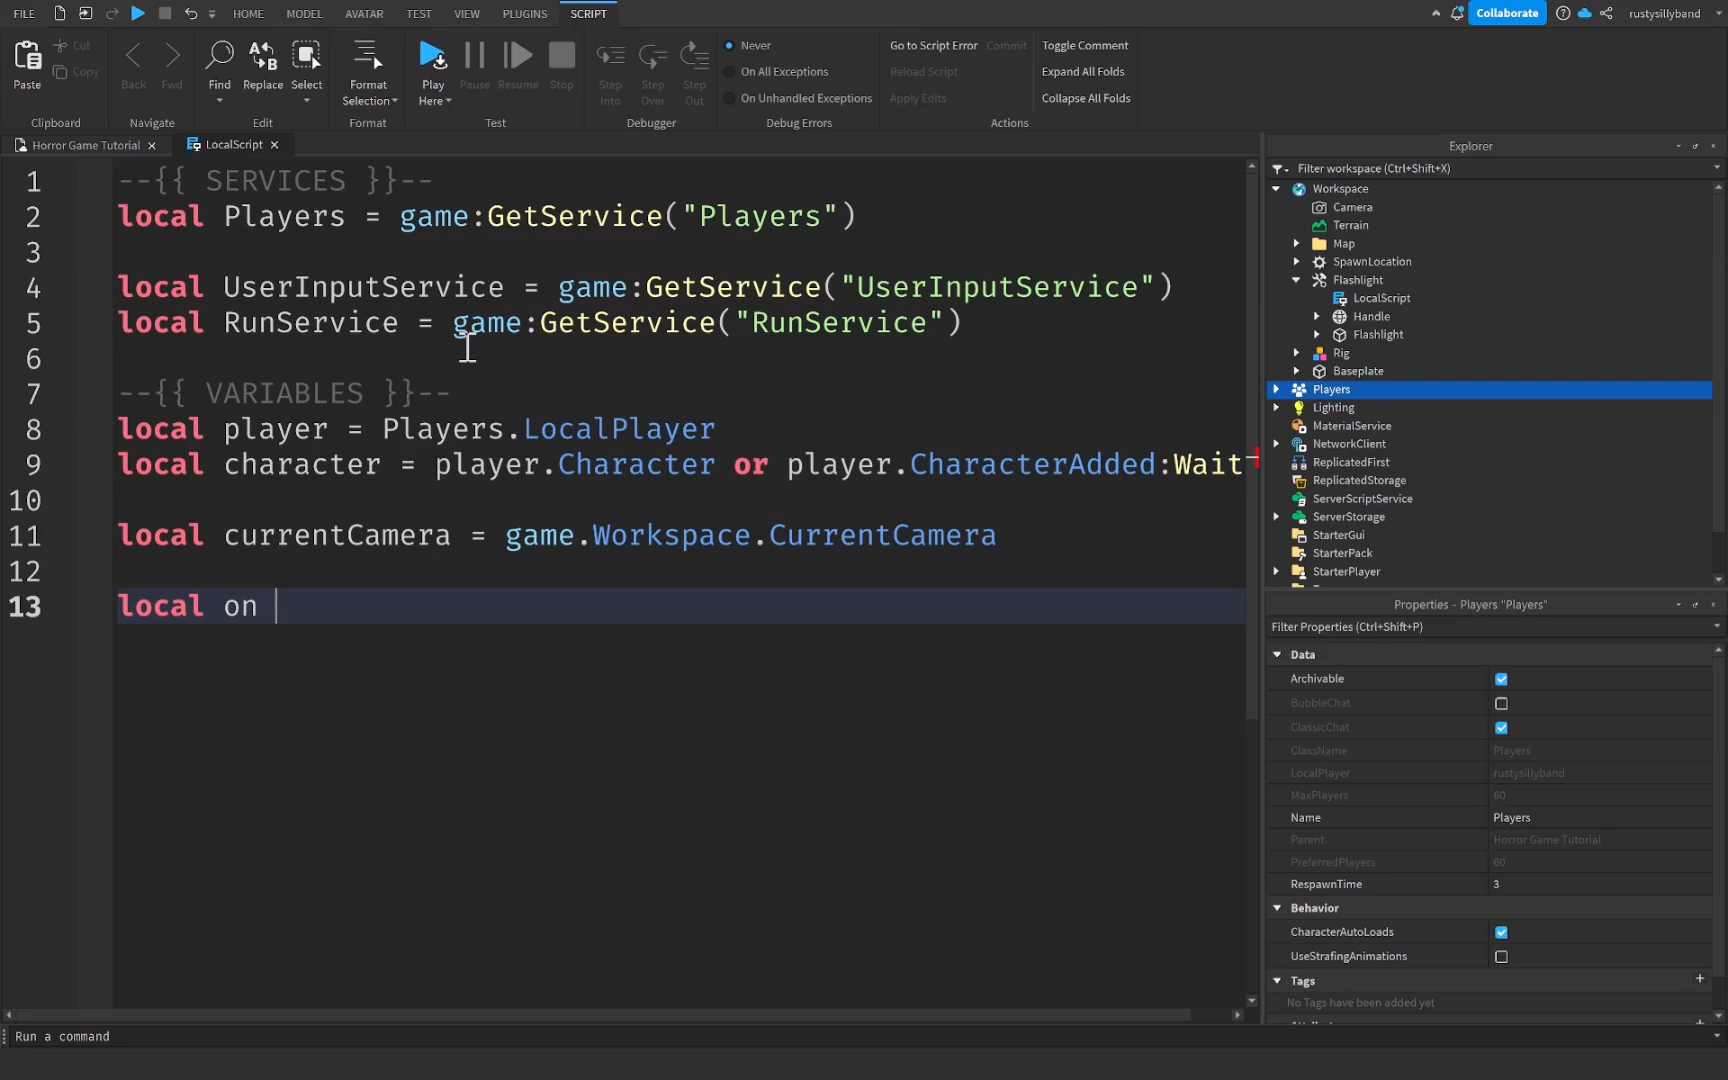 FILE HOME MODEL AVATAR TEST VIEW PLUGINS SCRIPT Collaborate rustysillyband
Paste Cut Copy Clipboard
Back Fwd Navigate
Find Replace Select Edit
Format Selection Format
Play Here Pause Resume Stop Test
Step Into Step Over Step Out Debugger
Never
On All Exceptions
On Unhandled Exceptions
Debug Errors
Go to Script Error Commit Toggle Comment
Reload Script Expand All Folds
Apply Edits Collapse All Folds
Actions
Horror Game Tutorial LocalScript
1 --{{ SERVICES }}--
2 local Players = game:GetService("Players")
3
4 local UserInputService = game:GetService("UserInputService")
5 local RunService = game:GetService("RunService")
6
7 --{{ VARIABLES }}--
8 local player = Players.LocalPlayer
9 local character = player.Character or player.CharacterAdded:Wait
10
11 local currentCamera = game.Workspace.CurrentCamera
12
13 local on
Run a command
Explorer
Filter workspace (Ctrl+Shift+X)
Workspace
Camera
Terrain
Map
SpawnLocation
Flashlight
LocalScript
Handle
Flashlight
Rig
Baseplate
Players
Lighting
MaterialService
NetworkClient
ReplicatedFirst
ReplicatedStorage
ServerScriptService
ServerStorage
StarterGui
StarterPack
StarterPlayer
Properties - Players "Players"
Filter Properties (Ctrl+Shift+P)
Data
Archivable
BubbleChat
ClassicChat
ClassName Players
LocalPlayer rustysillyband
MaxPlayers 60
Name Players
Parent Horror Game Tutorial
PreferredPlayers 60
RespawnTime 3
Behavior
CharacterAutoLoads
UseStrafingAnimations
Tags
No Tags have been added yet